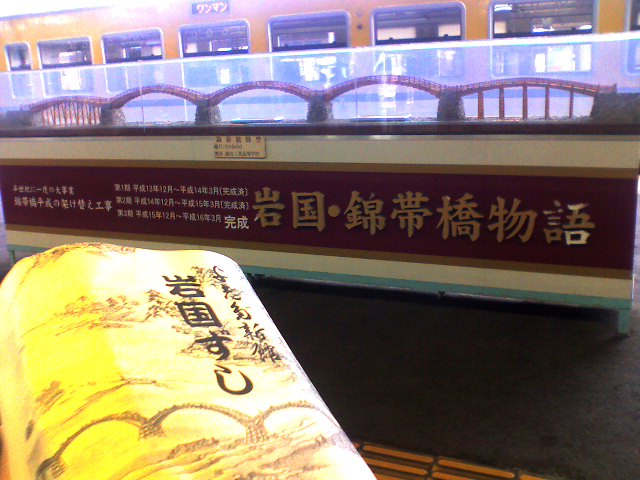 ワンマン
錦帯橋模型
半世紀に一度の大事業
錦帯橋平成の架け替え工事
第1期 平成13年12月～平成14年3月(完成済)
第2期 平成14年12月～平成15年3月(完成済)
第3期 平成15年12月～平成16年3月 完成
岩国・錦帯橋物語
岩国ずし